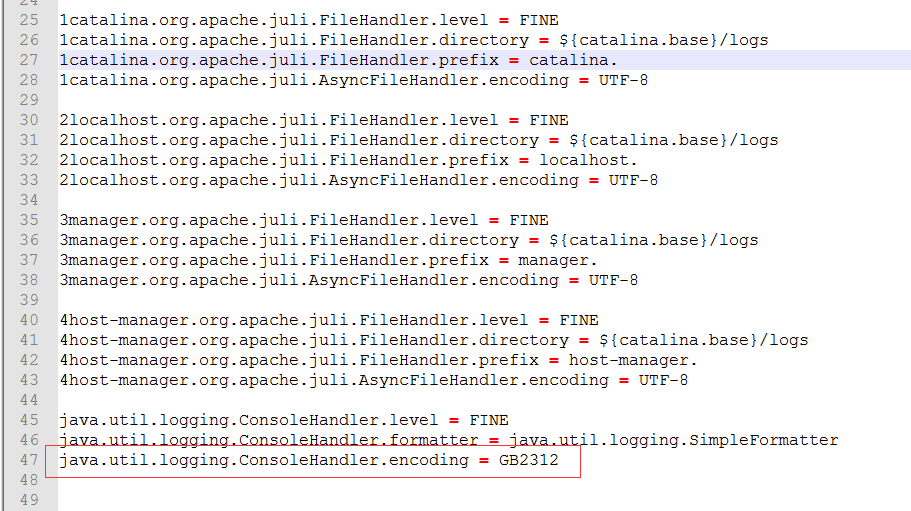 25 1catalina.org.apache.juli.FileHandler.level = FINE
26 1catalina.org.apache.juli.FileHandler.directory = ${catalina.base}/logs
27 1catalina.org.apache.juli.FileHandler.prefix = catalina.
28 1catalina.org.apache.juli.AsyncFileHandler.encoding = UTF-8
29
30 2localhost.org.apache.juli.FileHandler.level = FINE
31 2localhost.org.apache.juli.FileHandler.directory = ${catalina.base}/logs
32 2localhost.org.apache.juli.FileHandler.prefix = localhost.
33 2localhost.org.apache.juli.AsyncFileHandler.encoding = UTF-8
34
35 3manager.org.apache.juli.FileHandler.level = FINE
36 3manager.org.apache.juli.FileHandler.directory = ${catalina.base}/logs
37 3manager.org.apache.juli.FileHandler.prefix = manager.
38 3manager.org.apache.juli.AsyncFileHandler.encoding = UTF-8
39
40 4host-manager.org.apache.juli.FileHandler.level = FINE
41 4host-manager.org.apache.juli.FileHandler.directory = ${catalina.base}/logs
42 4host-manager.org.apache.juli.FileHandler.prefix = host-manager.
43 4host-manager.org.apache.juli.AsyncFileHandler.encoding = UTF-8
44
45 java.util.logging.ConsoleHandler.level = FINE
46 java.util.logging.ConsoleHandler.formatter = java.util.logging.SimpleFormatter
47 java.util.logging.ConsoleHandler.encoding = GB2312
48
49